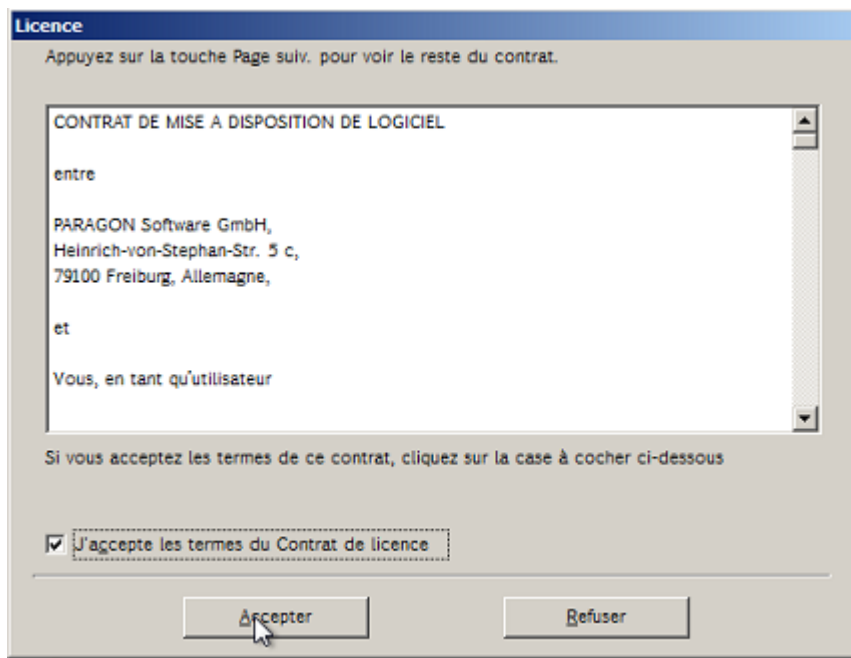 Licence
Appuyez sur la touche Page suiv. pour voir le reste du contrat.
CONTRAT DE MISE A DISPOSITION DE LOGICIEL
entre
PARAGON Software GmbH,
Heinrich-von-Stephan-Str. 5 c,
79100 Freiburg, Allemagne,
et
Vous, en tant qu'utilisateur
Si vous acceptez les termes de ce contrat, cliquez sur la case à cocher ci-dessous
J'accepte les termes du Contrat de licence
Accepter
Refuser